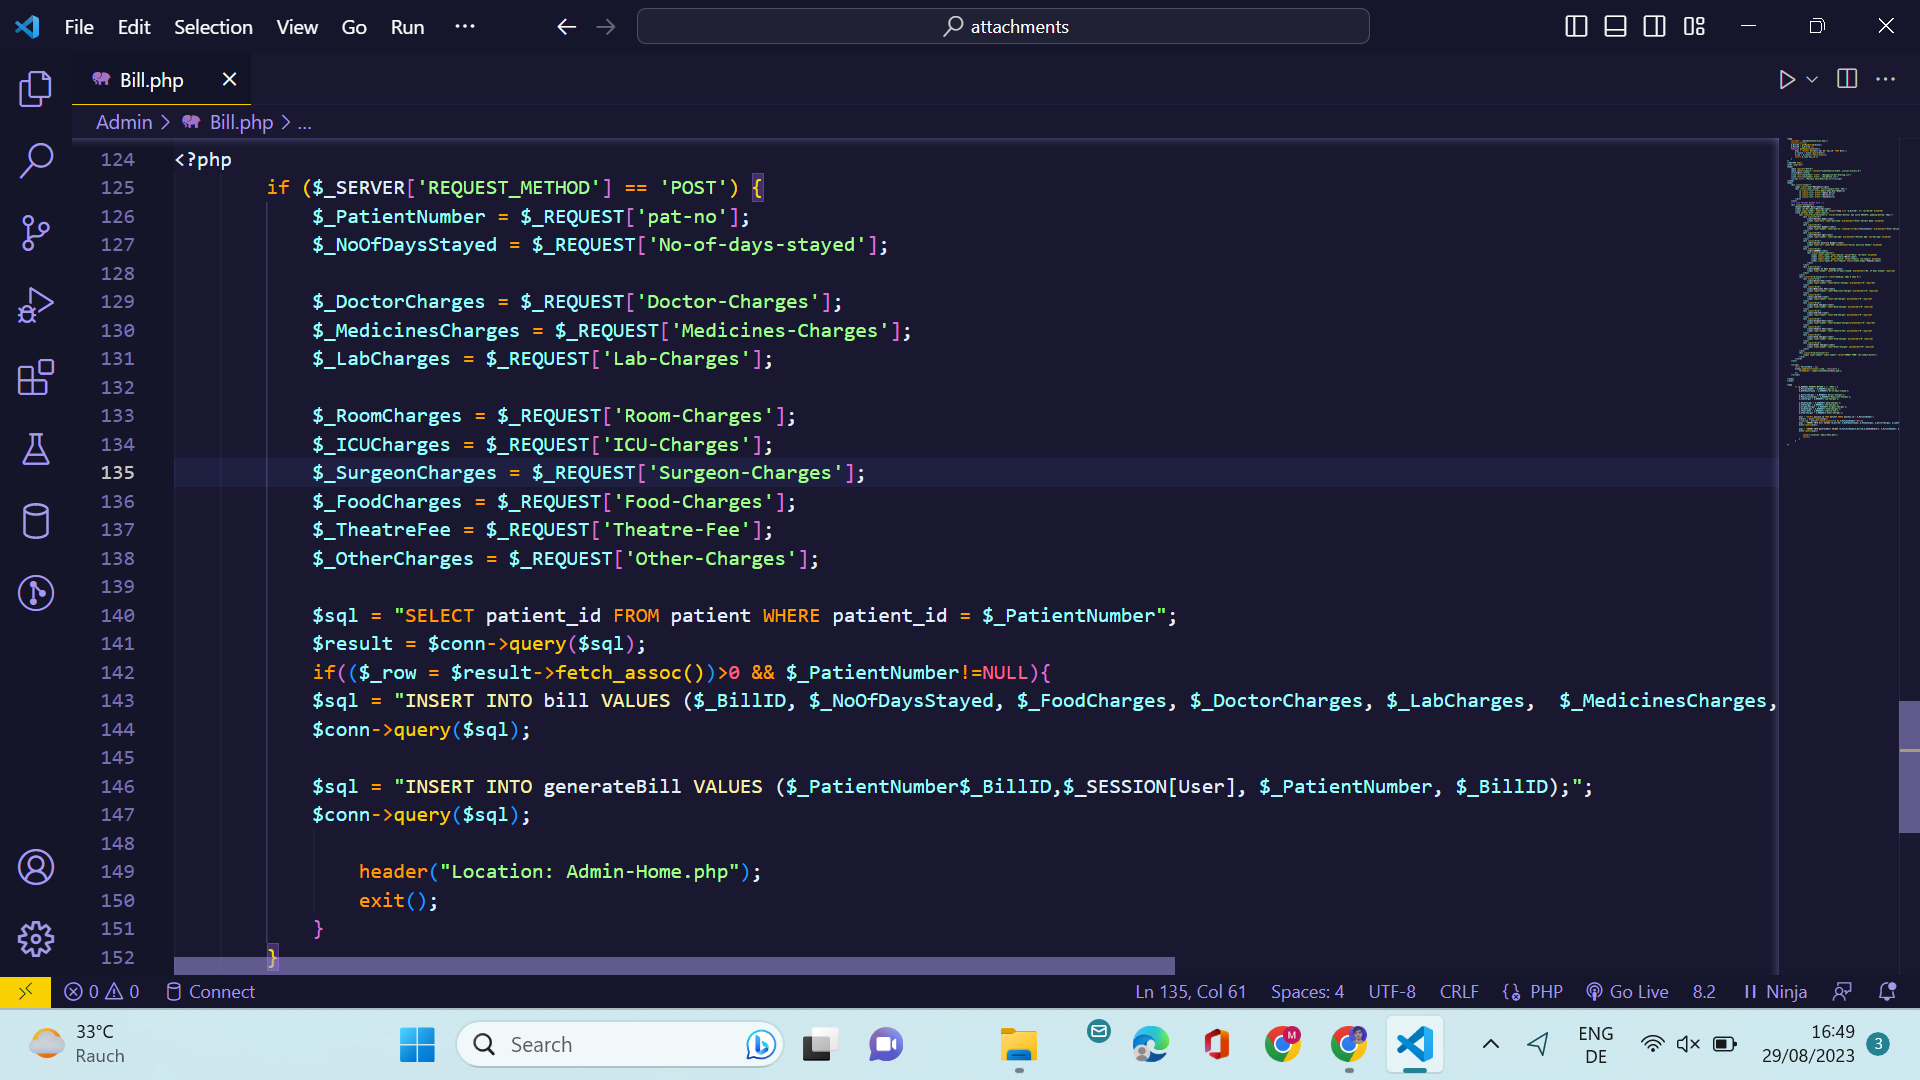 File Edit Selection View Go Run ··· attachments
Bill.php
Admin > Bill.php > ...
124 <?php
125 if ($_SERVER['REQUEST_METHOD'] == 'POST') {
126 $_PatientNumber = $_REQUEST['pat-no'];
127 $_NoOfDaysStayed = $_REQUEST['No-of-days-stayed'];
128
129 $_DoctorCharges = $_REQUEST['Doctor-Charges'];
130 $_MedicinesCharges = $_REQUEST['Medicines-Charges'];
131 $_LabCharges = $_REQUEST['Lab-Charges'];
132
133 $_RoomCharges = $_REQUEST['Room-Charges'];
134 $_ICUCharges = $_REQUEST['ICU-Charges'];
135 $_SurgeonCharges = $_REQUEST['Surgeon-Charges'];
136 $_FoodCharges = $_REQUEST['Food-Charges'];
137 $_TheatreFee = $_REQUEST['Theatre-Fee'];
138 $_OtherCharges = $_REQUEST['Other-Charges'];
139
140 $sql = "SELECT patient_id FROM patient WHERE patient_id = $_PatientNumber";
141 $result = $conn->query($sql);
142 if(($_row = $result->fetch_assoc())>0 && $_PatientNumber!=NULL){
143 $sql = "INSERT INTO bill VALUES ($_BillID, $_NoOfDaysStayed, $_FoodCharges, $_DoctorCharges, $_LabCharges,  $_MedicinesCharges,
144 $conn->query($sql);
145
146 $sql = "INSERT INTO generateBill VALUES ($_PatientNumber$_BillID,$_SESSION[User], $_PatientNumber, $_BillID);";
147 $conn->query($sql);
148
149 header("Location: Admin-Home.php");
150 exit();
151 }
152 }
0 0 Connect Ln 135, Col 61 Spaces: 4 UTF-8 CRLF PHP Go Live 8.2 Ninja
33°C
Rauch
Search
M
ENG
DE
16:49
29/08/2023
3